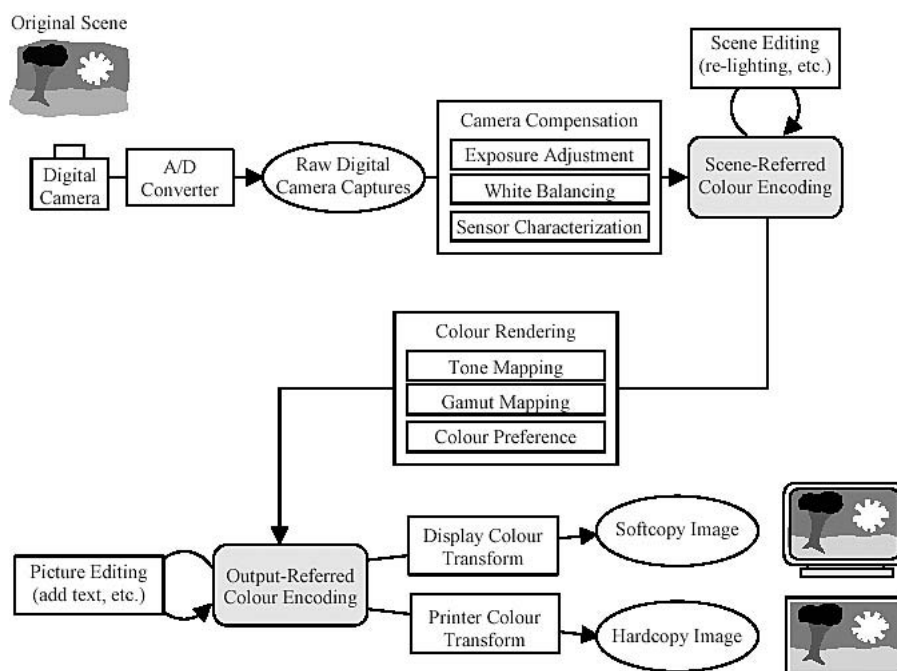 Original Scene
Scene Editing
(re-lighting, etc.)
Digital
Camera
A/D
Converter
Raw Digital
Camera Captures
Camera Compensation
Exposure Adjustment
White Balancing
Sensor Characterization
Scene-Referred
Colour Encoding
Colour Rendering
Tone Mapping
Gamut Mapping
Colour Preference
Picture Editing
(add text, etc.)
Output-Referred
Colour Encoding
Display Colour
Transform
Softcopy Image
Printer Colour
Transform
Hardcopy Image